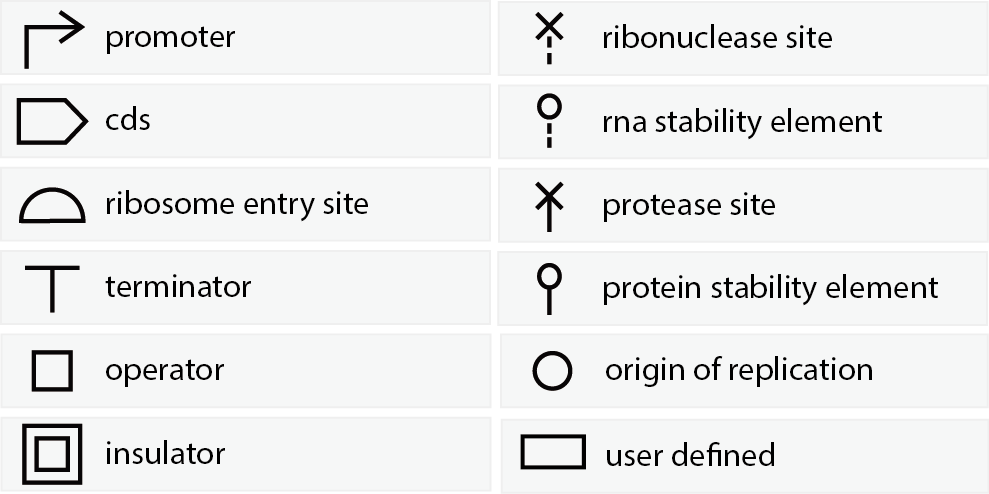 promoter
cds
ribosome entry site
terminator
operator
insulator
ribonuclease site
rna stability element
protease site
protein stability element
origin of replication
user defined